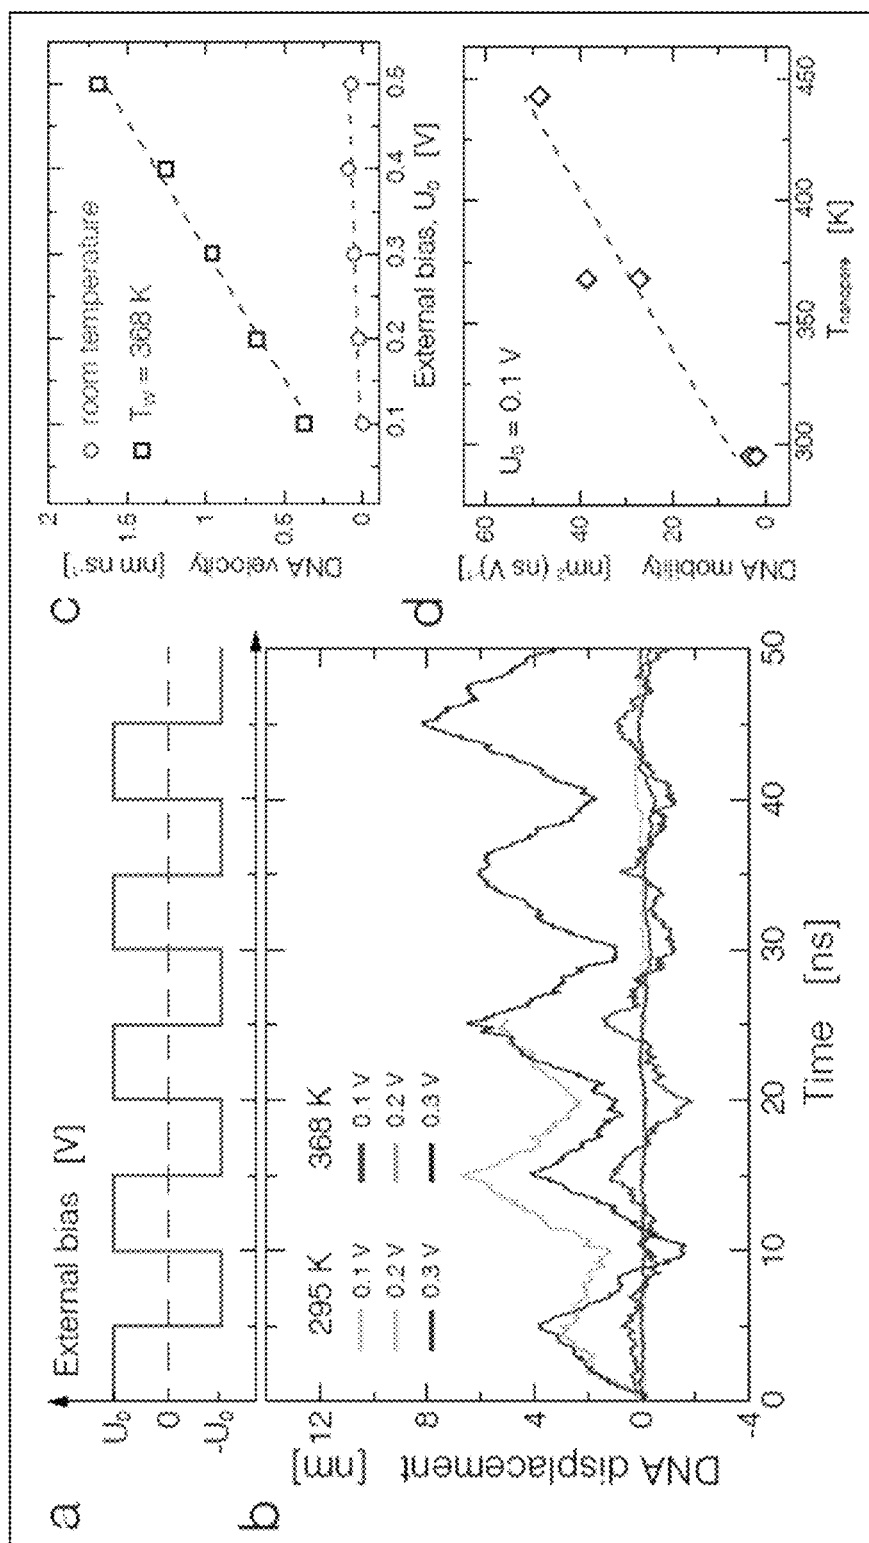 a
External bias [V]
U₀
0
-U₀
b
295 K 368 K
0.1 V 0.1 V
0.2 V 0.2 V
0.3 V 0.3 V
DNA displacement [nm]
12
8
4
0
-4
0 10 20 30 40 50
Time [ns]
c
room temperature
T_W = 368 K
DNA velocity [nm ns⁻¹]
2
1.5
1
0.5
0
0.1 0.2 0.3 0.4 0.5
External bias, U₀ [V]
d
U₀ = 0.1 V
DNA mobility [nm² (ns V)⁻¹]
60
40
20
0
300 350 400 450
T_nanopore [K]